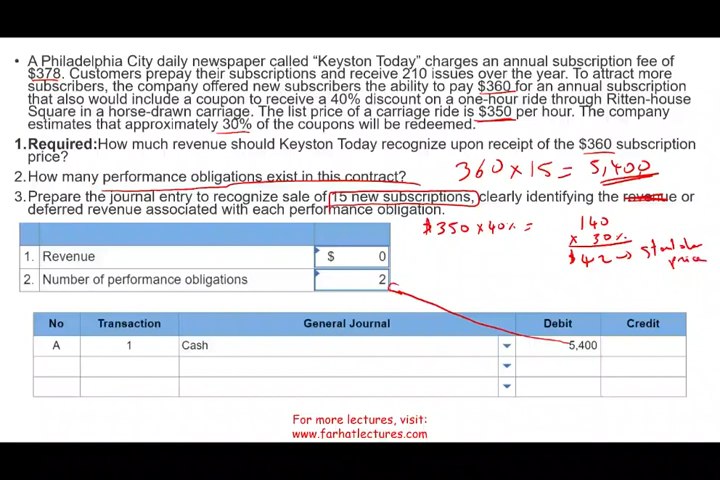 • A Philadelphia City daily newspaper called “Keyston Today” charges an annual subscription fee of
$378. Customers prepay their subscriptions and receive 210 issues over the year. To attract more
subscribers, the company offered new subscribers the ability to pay $360 for an annual subscription
that also would include a coupon to receive a 40% discount on a one-hour ride through Ritten-house
Square in a horse-drawn carriage. The list price of a carriage ride is $350 per hour. The company
estimates that approximately 30% of the coupons will be redeemed.
1.Required:How much revenue should Keyston Today recognize upon receipt of the $360 subscription
price?
360 x 15 = 5,400
2.How many performance obligations exist in this contract?
3.Prepare the journal entry to recognize sale of 15 new subscriptions, clearly identifying the revenue or
deferred revenue associated with each performance obligation.
$350 x 40% = 140
x 30%
$42 →
price
1. Revenue $ 0
2. Number of performance obligations 2
No Transaction General Journal Debit Credit
A 1 Cash 5,400
For more lectures, visit:
www.farhatlectures.com